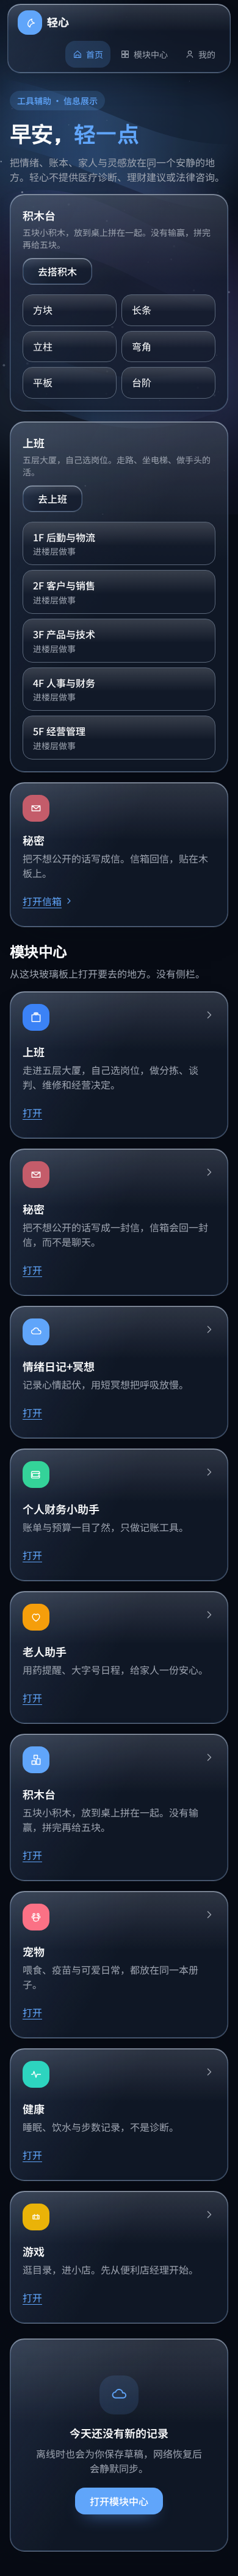 轻心
首页
模块中心
我的
工具辅助 · 信息展示
早安，轻一点
把情绪、账本、家人与灵感放在同一个安静的地
方。轻心不提供医疗诊断、理财建议或法律咨询。
积木台
五块小积木，放到桌上拼在一起。没有输赢，拼完
再给五块。
去搭积木
方块
长条
立柱
弯角
平板
台阶
上班
五层大厦，自己选岗位。走路、坐电梯、做手头的
活。
去上班
1F 后勤与物流
进楼层做事
2F 客户与销售
进楼层做事
3F 产品与技术
进楼层做事
4F 人事与财务
进楼层做事
5F 经营管理
进楼层做事
秘密
把不想公开的话写成信。信箱回信，贴在木
板上。
打开信箱
模块中心
从这块玻璃板上打开要去的地方。没有侧栏。
上班
走进五层大厦，自己选岗位，做分拣、谈
判、维修和经营决定。
打开
秘密
把不想公开的话写成一封信，信箱会回一封
信，而不是聊天。
打开
情绪日记+冥想
记录心情起伏，用短冥想把呼吸放慢。
打开
个人财务小助手
账单与预算一目了然，只做记账工具。
打开
老人助手
用药提醒、大字号日程，给家人一份安心。
打开
积木台
五块小积木，放到桌上拼在一起。没有输
赢，拼完再给五块。
打开
宠物
喂食、疫苗与可爱日常，都放在同一本册
子。
打开
健康
睡眠、饮水与步数记录，不是诊断。
打开
游戏
逛目录，进小店。先从便利店经理开始。
打开
今天还没有新的记录
离线时也会为你保存草稿，网络恢复后
会静默同步。
打开模块中心